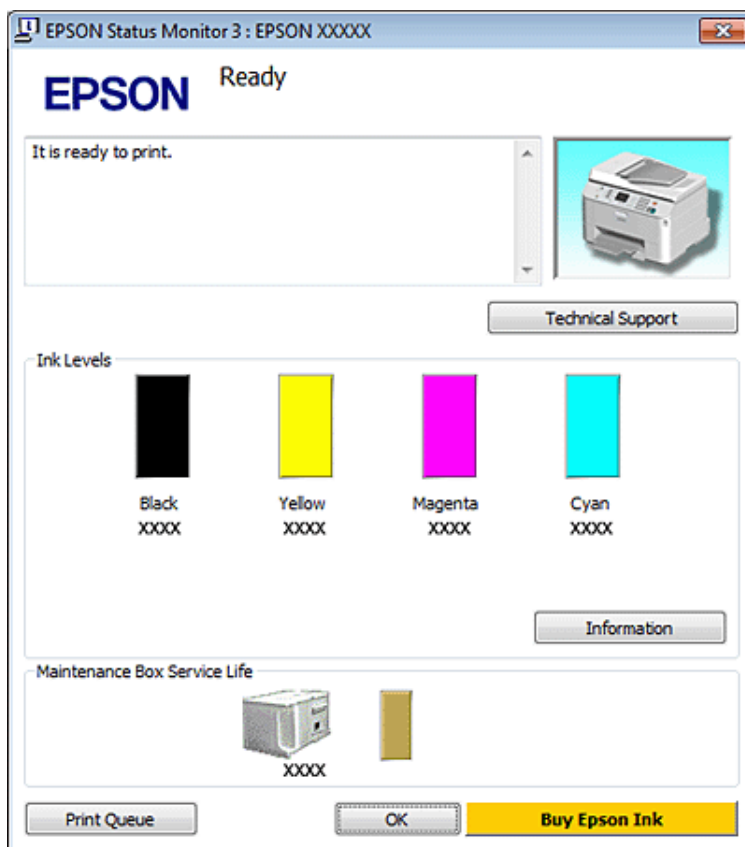 EPSON Status Monitor 3 : EPSON XXXXX
EPSON
Ready
It is ready to print.
Technical Support
Ink Levels
Black Yellow Magenta Cyan
XXXX XXXX XXXX XXXX
Information
Maintenance Box Service Life
XXXX
Print Queue OK Buy Epson Ink